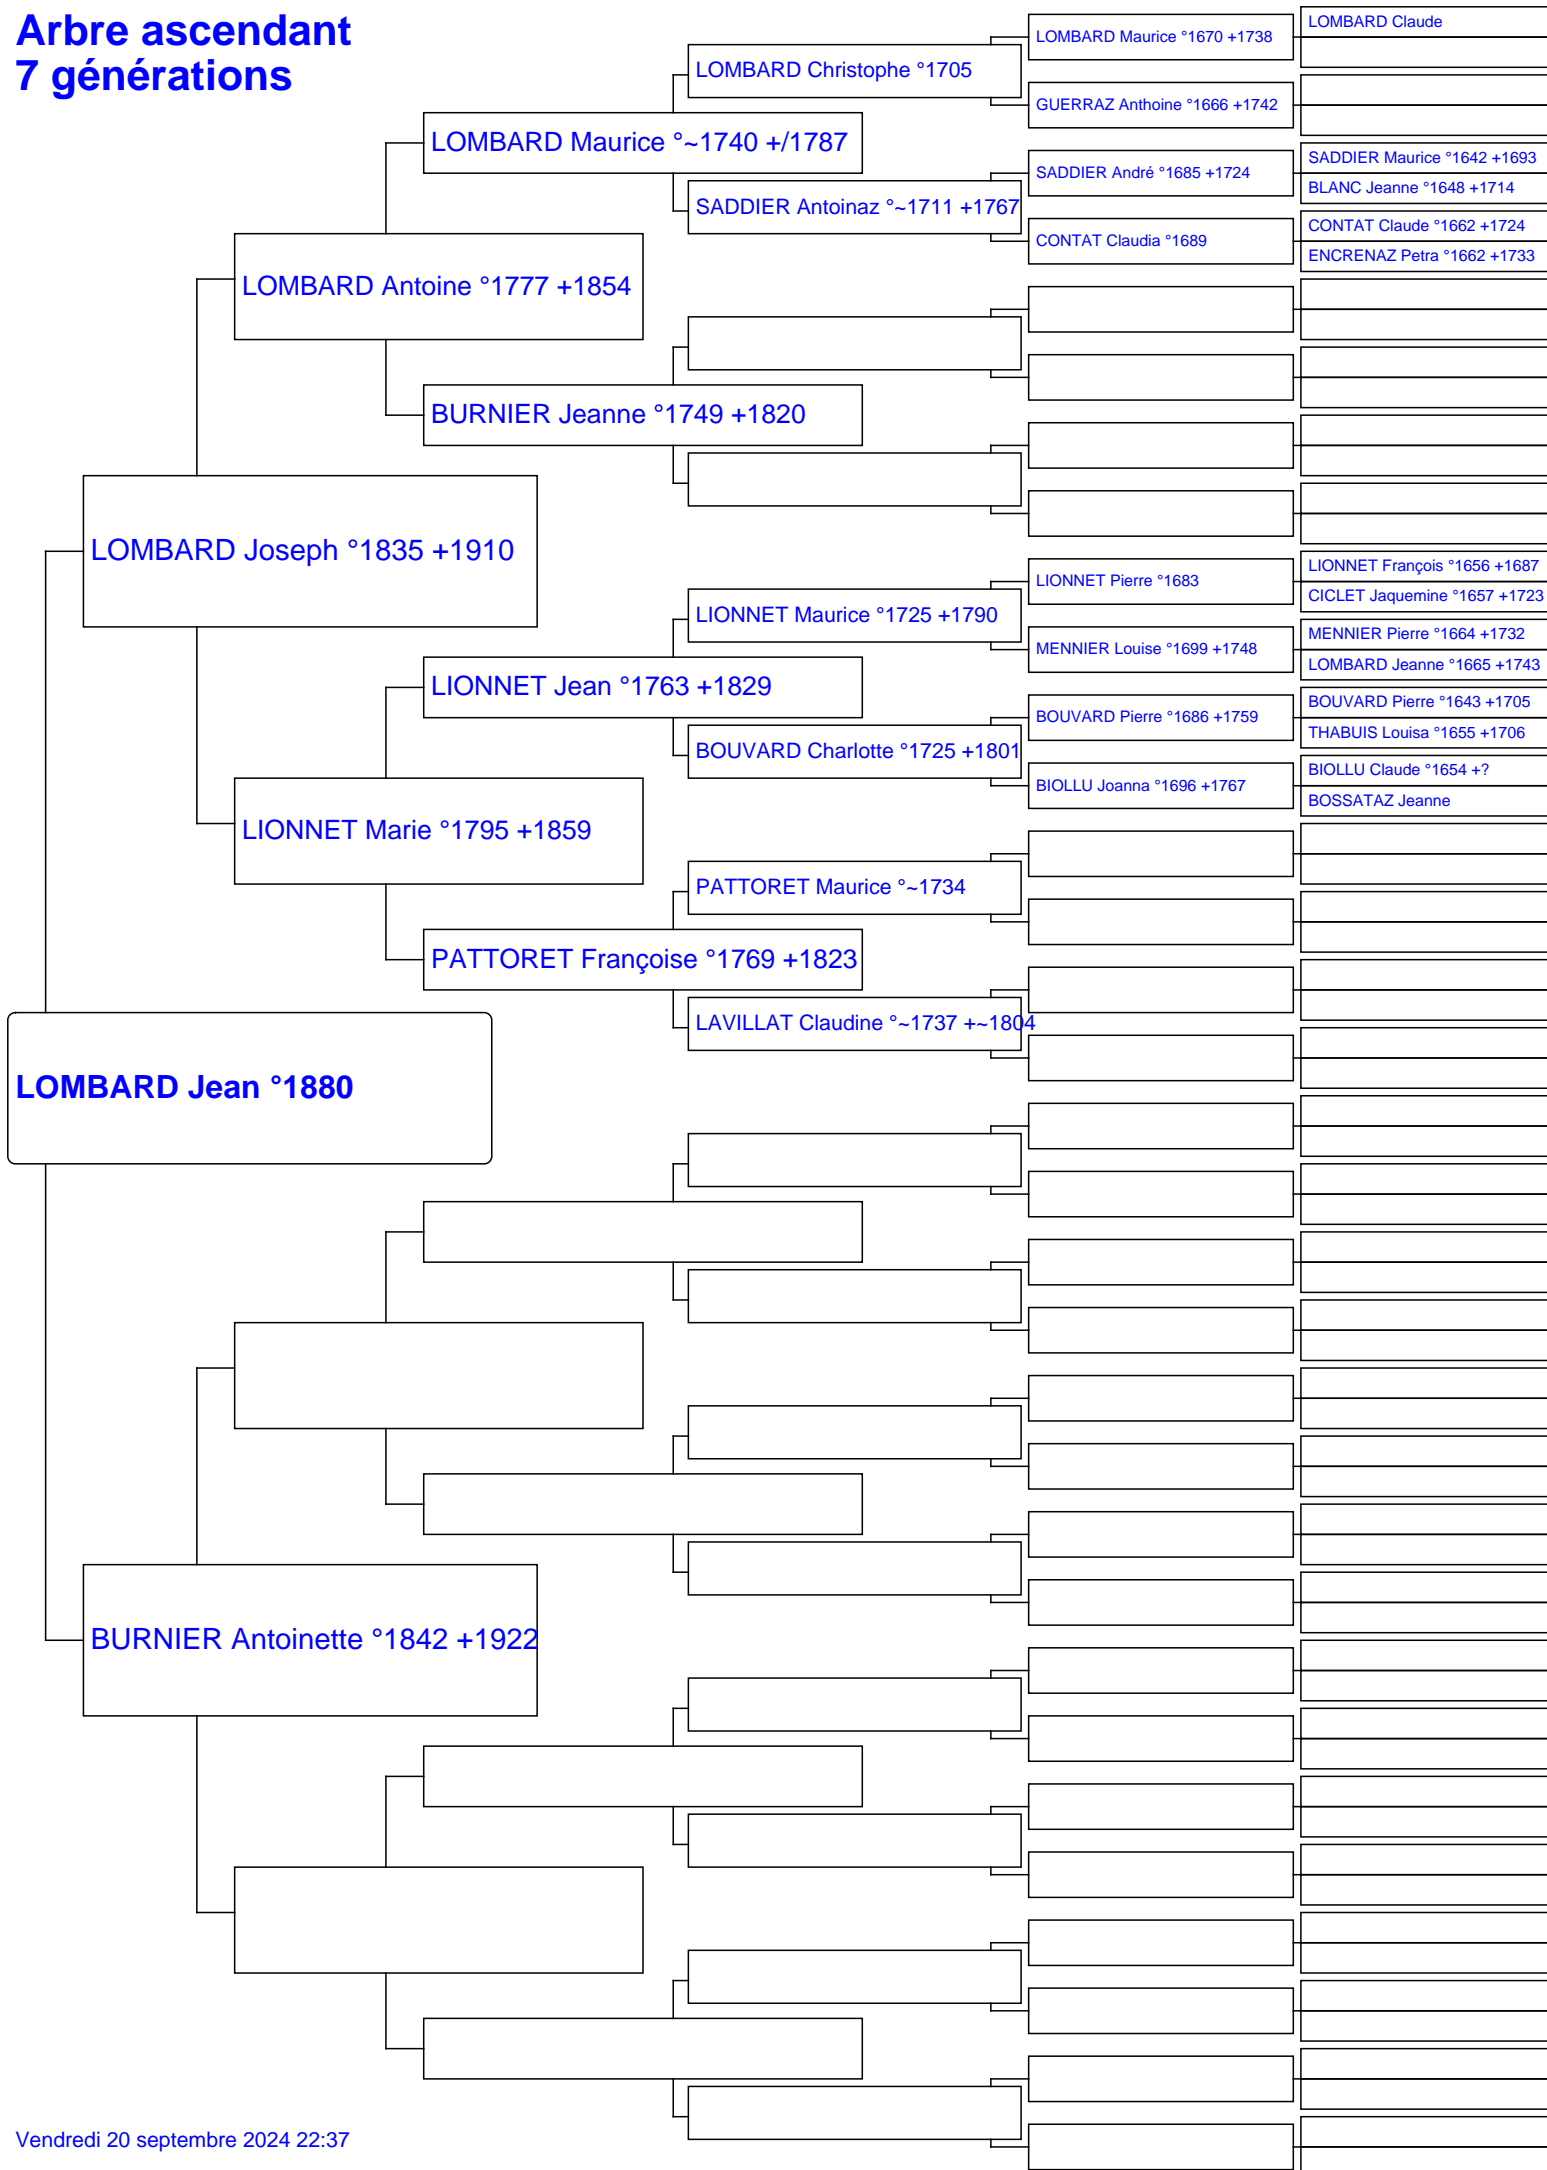 Arbre ascendant
7 générations
LOMBARD Jean °1880
LOMBARD Joseph °1835 +1910
BURNIER Antoinette °1842 +1922
LOMBARD Antoine °1777 +1854
LIONNET Marie °1795 +1859
LOMBARD Maurice °~1740 +/1787
BURNIER Jeanne °1749 +1820
LIONNET Jean °1763 +1829
PATTORET Françoise °1769 +1823
LOMBARD Christophe °1705
SADDIER Antoinaz °~1711 +1767
LIONNET Maurice °1725 +1790
BOUVARD Charlotte °1725 +1801
PATTORET Maurice °~1734
LAVILLAT Claudine °~1737 +~1804
LOMBARD Maurice °1670 +1738
GUERRAZ Anthoine °1666 +1742
SADDIER André °1685 +1724
CONTAT Claudia °1689
LIONNET Pierre °1683
MENNIER Louise °1699 +1748
BOUVARD Pierre °1686 +1759
BIOLLU Joanna °1696 +1767
LOMBARD Claude
SADDIER Maurice °1642 +1693
BLANC Jeanne °1648 +1714
CONTAT Claude °1662 +1724
ENCRENAZ Petra °1662 +1733
LIONNET François °1656 +1687
CICLET Jaquemine °1657 +1723
MENNIER Pierre °1664 +1732
LOMBARD Jeanne °1665 +1743
BOUVARD Pierre °1643 +1705
THABUIS Louisa °1655 +1706
BIOLLU Claude °1654 +?
BOSSATAZ Jeanne
Vendredi 20 septembre 2024 22:37